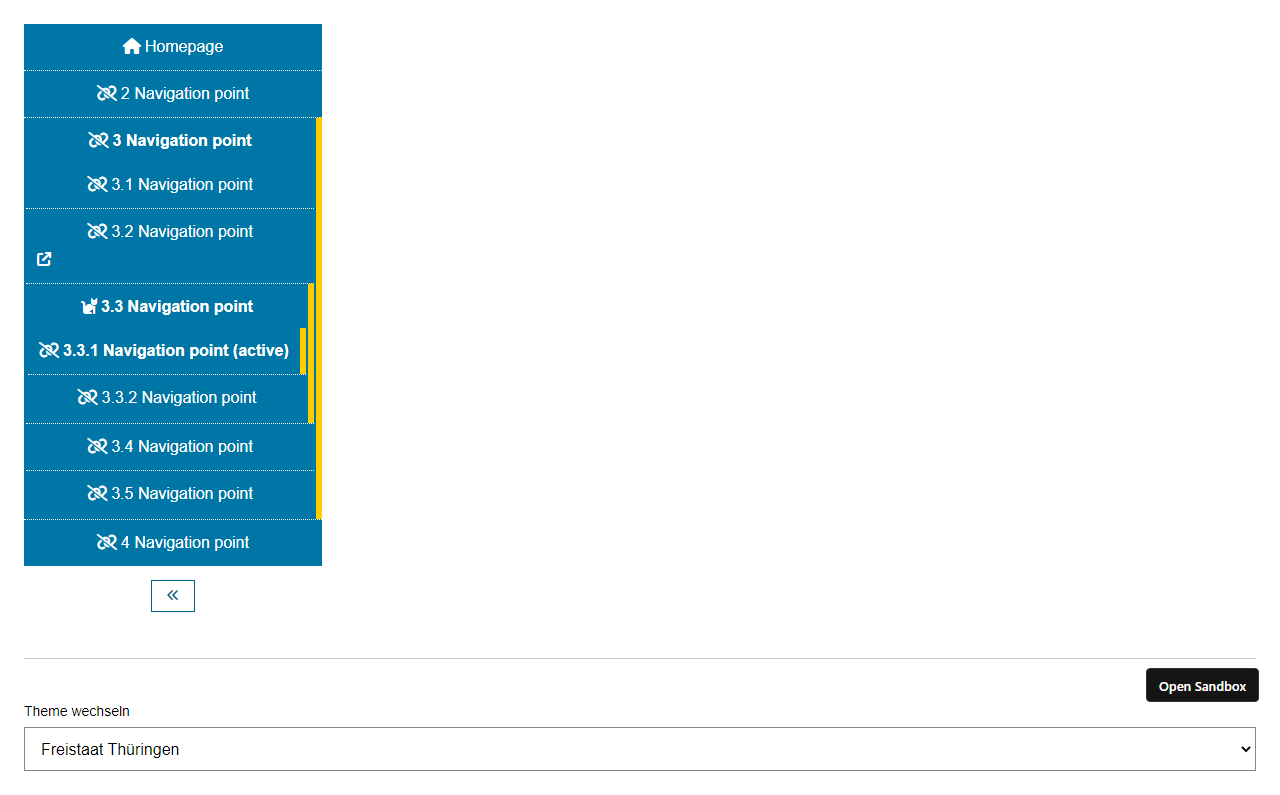 Homepage
2 Navigation point
3 Navigation point
3.1 Navigation point
3.2 Navigation point
3.3 Navigation point
3.3.1 Navigation point (active)
3.3.2 Navigation point
3.4 Navigation point
3.5 Navigation point
4 Navigation point
Open Sandbox
Theme wechseln
Freistaat Thüringen